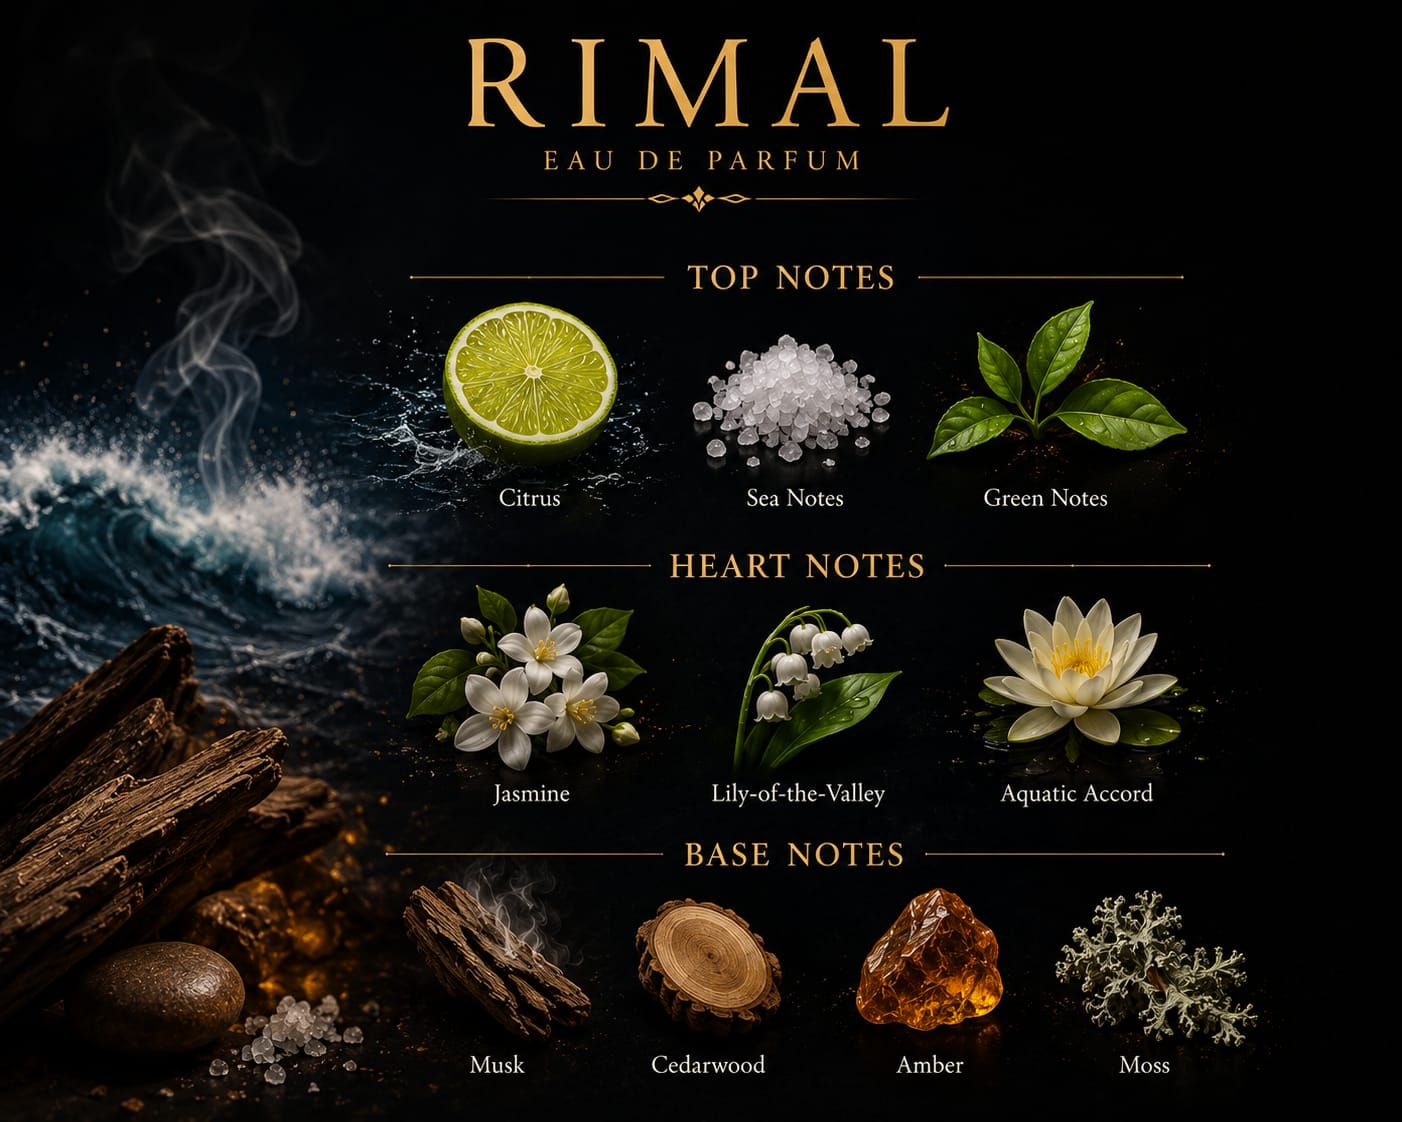 RIMAL
EAU DE PARFUM
TOP NOTES
Citrus
Sea Notes
Green Notes
HEART NOTES
Jasmine
Lily-of-the-Valley
Aquatic Accord
BASE NOTES
Musk
Cedarwood
Amber
Moss